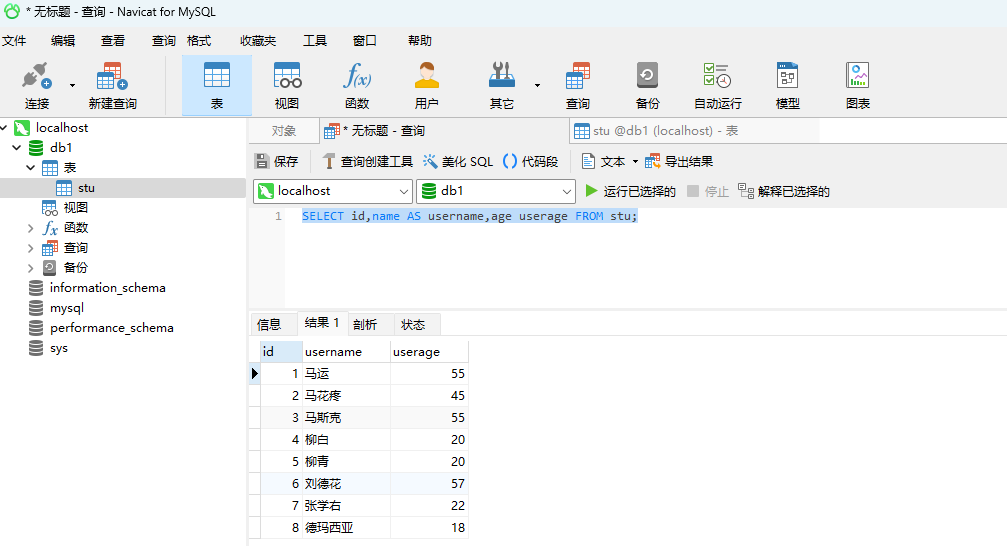 * 无标题 - 查询 - Navicat for MySQL
文件 编辑 查看 查询 格式 收藏夹 工具 窗口 帮助
连接 新建查询 表 视图 函数 用户 其它 查询 备份 自动运行 模型 图表
localhost
db1
表
stu
视图
函数
查询
备份
information_schema
mysql
performance_schema
sys
对象 * 无标题 - 查询 stu @db1 (localhost) - 表
保存 查询创建工具 美化 SQL () 代码段 文本 导出结果
localhost db1 运行已选择的 停止 解释已选择的
1 SELECT id,name AS username,age userage FROM stu;
信息 结果 1 剖析 状态
id username userage
1 马运 55
2 马花疼 45
3 马斯克 55
4 柳白 20
5 柳青 20
6 刘德花 57
7 张学右 22
8 德玛西亚 18